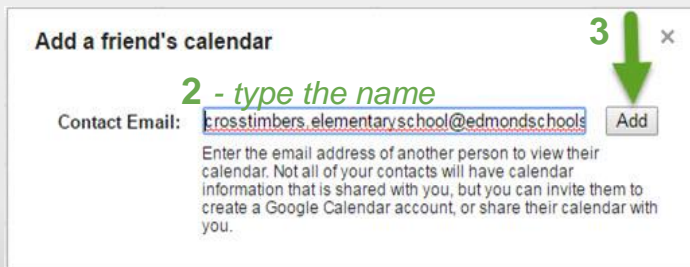 Add a friend's calendar
3
×
2 - type the name
Contact Email: crosstimbers.elementaryschool@edmondschools Add
Enter the email address of another person to view their
calendar. Not all of your contacts will have calendar
information that is shared with you, but you can invite them to
create a Google Calendar account, or share their calendar with
you.